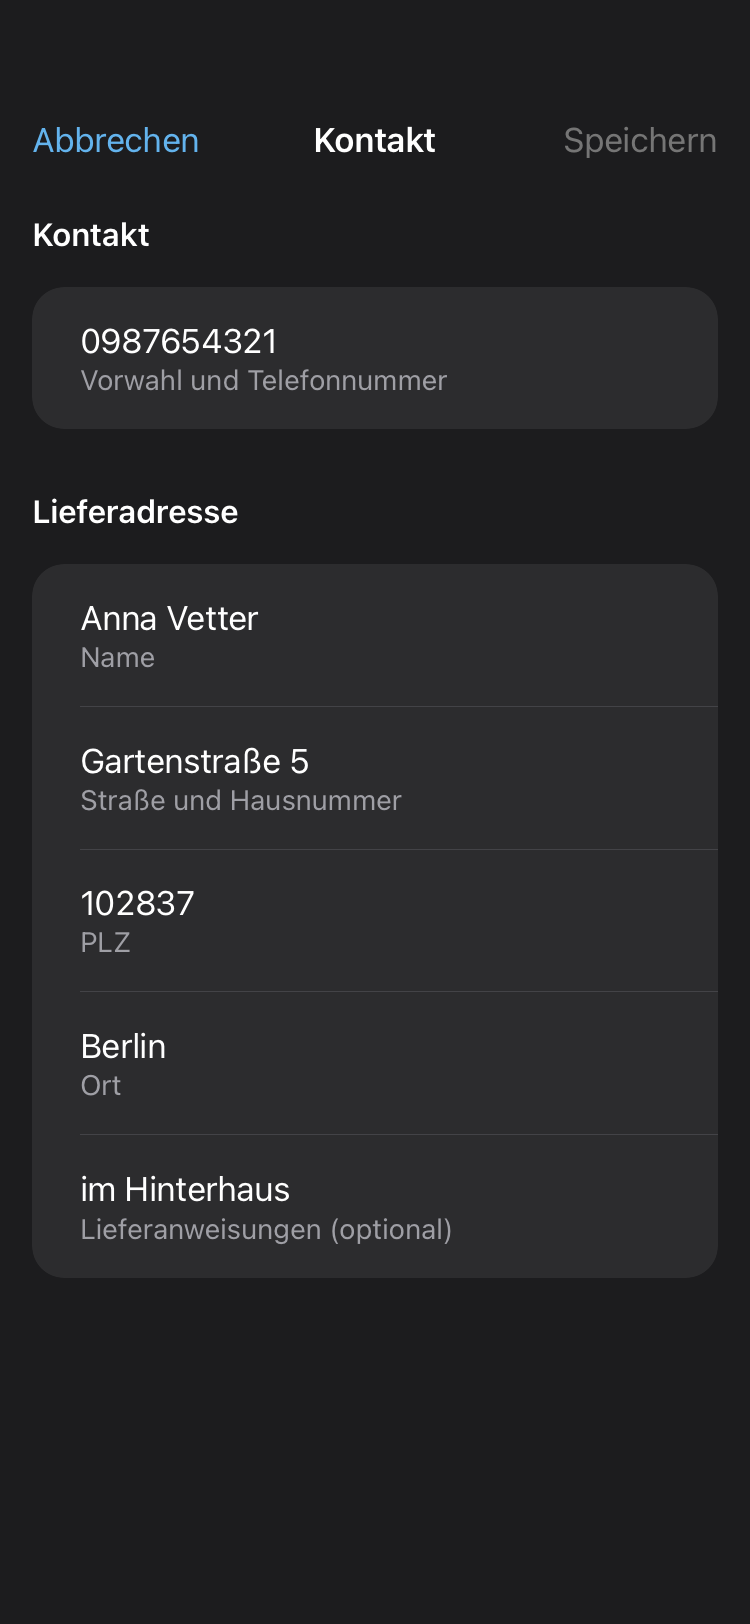 Abbrechen
Kontakt
Speichern
Kontakt
0987654321
Vorwahl und Telefonnummer
Lieferadresse
Anna Vetter
Name
Gartenstraße 5
Straße und Hausnummer
102837
PLZ
Berlin
Ort
im Hinterhaus
Lieferanweisungen (optional)